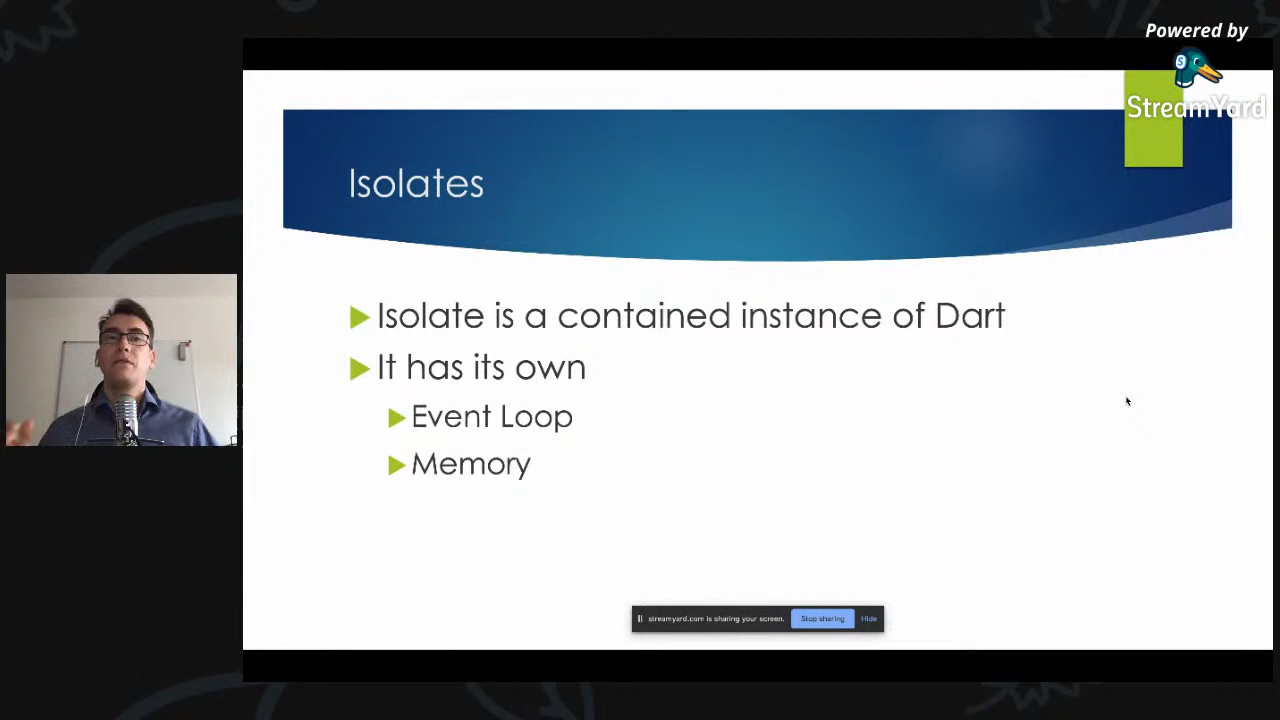 Powered by
StreamYard
Isolates
Isolate is a contained instance of Dart
It has its own
Event Loop
Memory
streamyard.com is sharing your screen. Stop sharing Hide